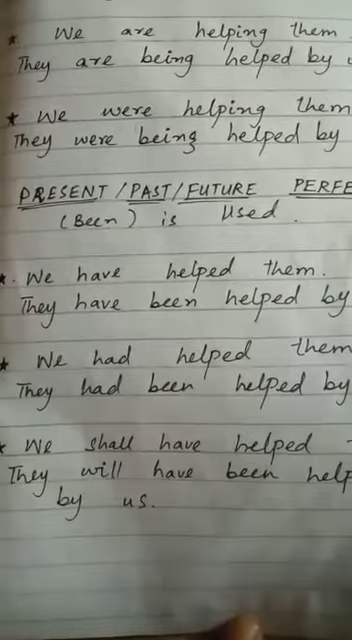 ★. We are helping them
They are being helped by
★ We were helping them
They were being helped by
PRESENT/PAST/FUTURE PERFE
(Been) is used.
★. We have helped them.
They have been helped by
★ We had helped them
They had been helped by
★ We shall have helped
They will have been help
by us.